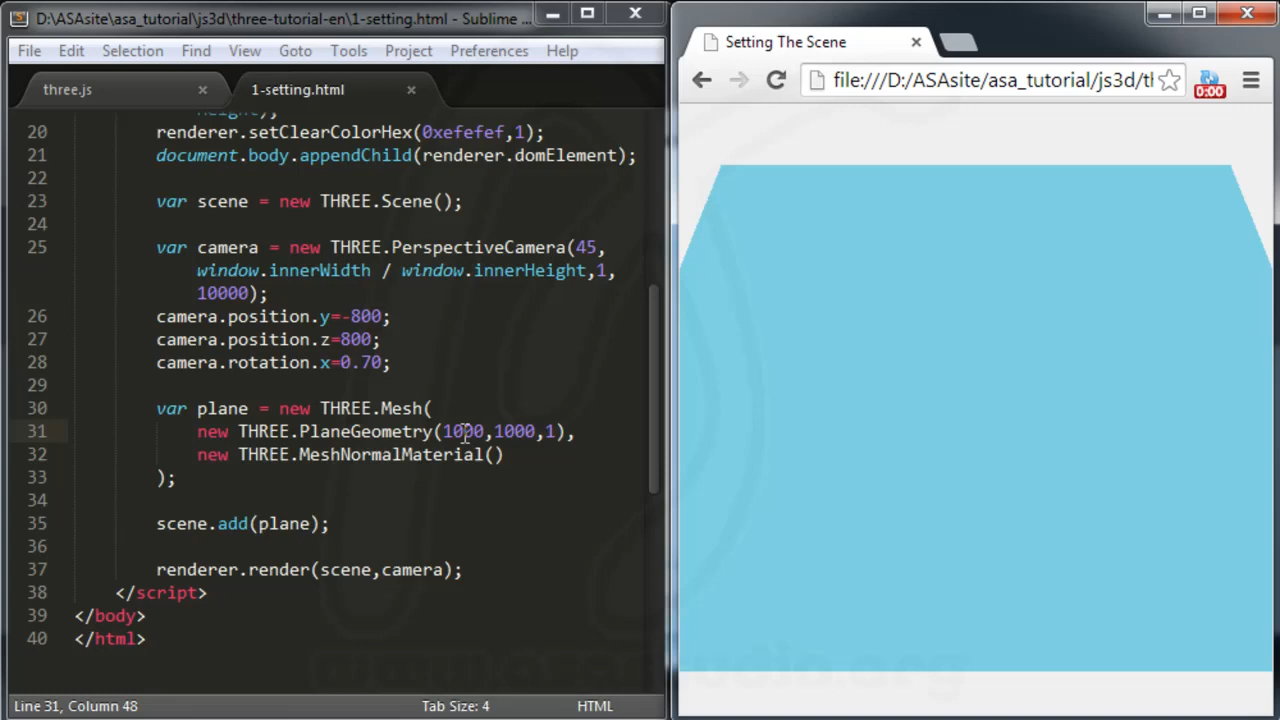 D:\ASAsite\asa_tutorial\js3d\three-tutorial-en\1-setting.html - Sublime ...
File Edit Selection Find View Goto Tools Project Preferences Help
three.js 1-setting.html
height);
20 renderer.setClearColorHex(0xefefef,1);
21 document.body.appendChild(renderer.domElement);
22
23 var scene = new THREE.Scene();
24
25 var camera = new THREE.PerspectiveCamera(45,
window.innerWidth / window.innerHeight,1,
10000);
26 camera.position.y=-800;
27 camera.position.z=800;
28 camera.rotation.x=0.70;
29
30 var plane = new THREE.Mesh(
31 new THREE.PlaneGeometry(1000,1000,1),
32 new THREE.MeshNormalMaterial()
33 );
34
35 scene.add(plane);
36
37 renderer.render(scene,camera);
38 </script>
39 </body>
40 </html>
Line 31, Column 48 Tab Size: 4 HTML
Setting The Scene
file:///D:/ASAsite/asa_tutorial/js3d/tl
0:00